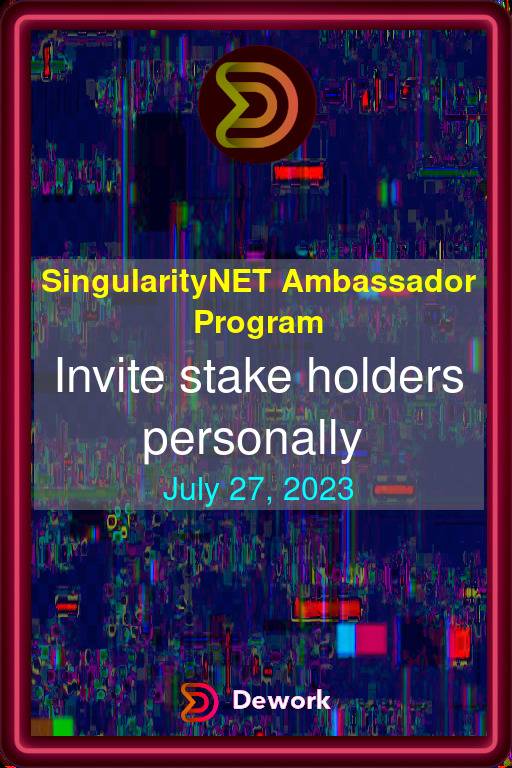 SingularityNET Ambassador
Program
Invite stake holders
personally
July 27, 2023
Dework